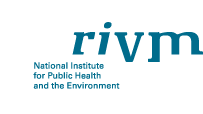 rivm
National Institute
for Public Health
and the Environment